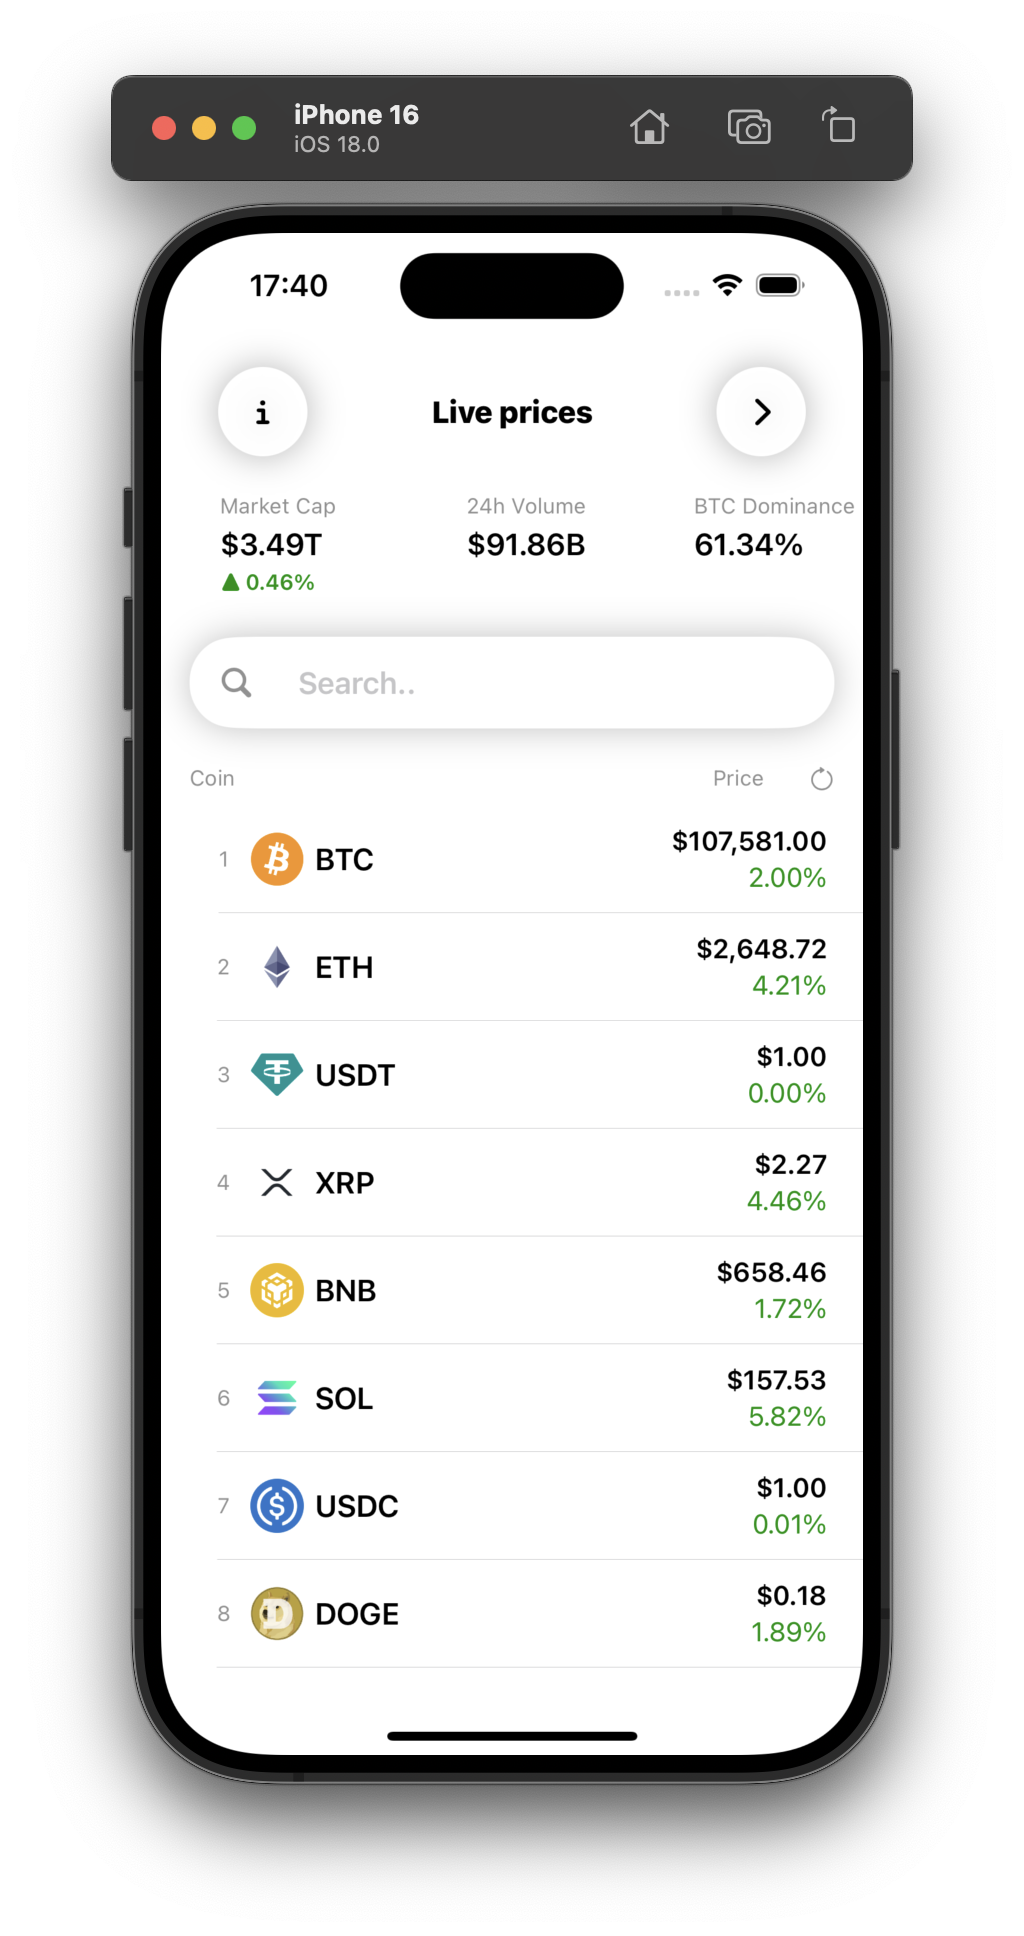 iPhone 16
iOS 18.0
17:40
i
Live prices
Market Cap 24h Volume BTC Dominance
$3.49T $91.86B 61.34%
▲ 0.46%
Search..
Coin Price
1 BTC $107,581.00
2.00%
2 ETH $2,648.72
4.21%
3 USDT $1.00
0.00%
4 XRP $2.27
4.46%
5 BNB $658.46
1.72%
6 SOL $157.53
5.82%
7 USDC $1.00
0.01%
8 DOGE $0.18
1.89%